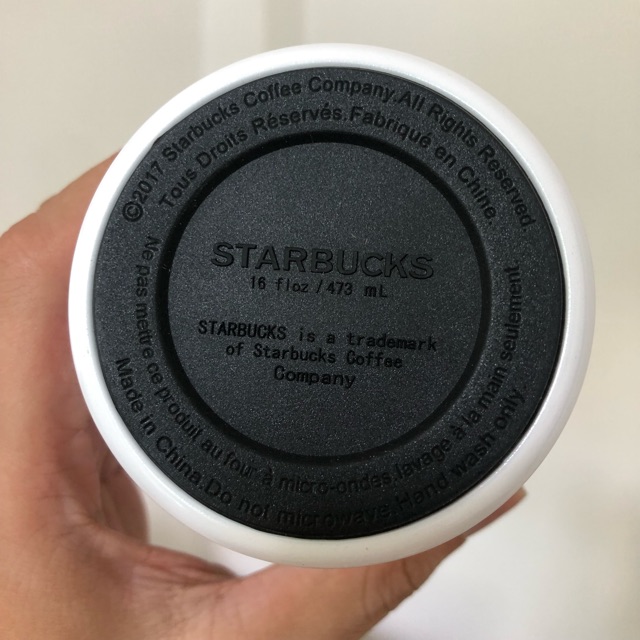 ©2017 Starbucks Coffee Company.All Rights Reserved.
Tous Droits Réservés.Fabriqué en Chine.
STARBUCKS
16 floz / 473 mL
STARBUCKS is a trademark
of Starbucks Coffee
Company
Ne pas mettre ce produit au four à micro-ondes.lavage à la main seulement
Made in China.Do not microwave.Hand wash only.